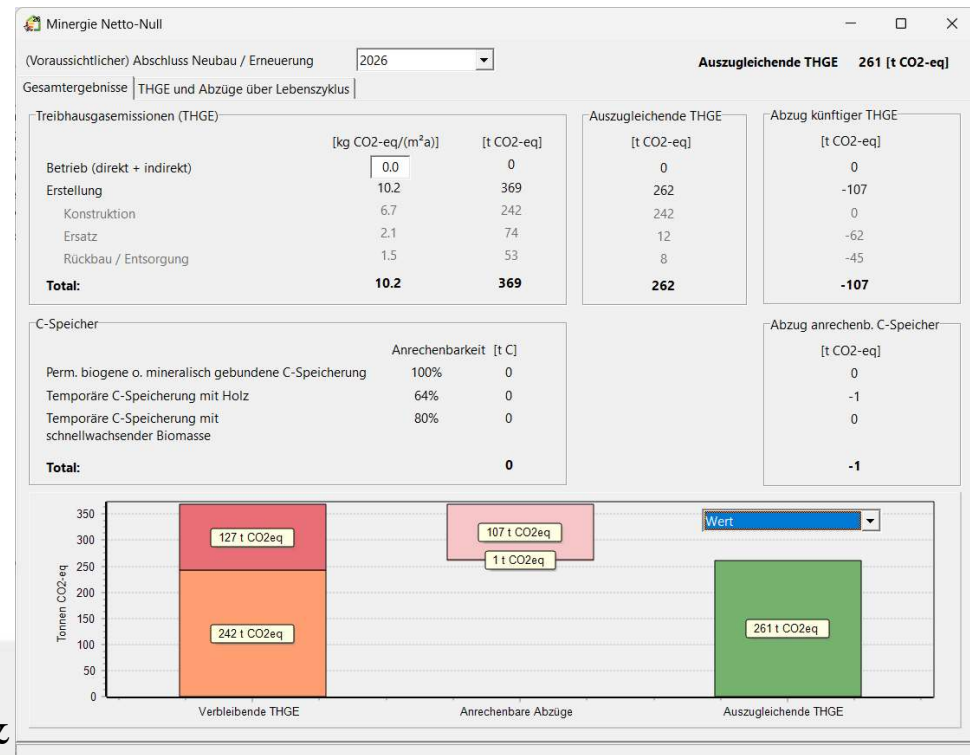 Minergie Netto-Null
(Voraussichtlicher) Abschluss Neubau / Erneuerung 2026 Auszugleichende THGE 261 [t CO2-eq]
Gesamtergebnisse THGE und Abzüge über Lebenszyklus
Treibhausgasemissionen (THGE) Auszugleichende THGE Abzug künftiger THGE
[kg CO2-eq/(m²a)] [t CO2-eq] [t CO2-eq] [t CO2-eq]
Betrieb (direkt + indirekt) 0.0 0 0 0
Erstellung 10.2 369 262 -107
Konstruktion 6.7 242 242 0
Ersatz 2.1 74 12 -62
Rückbau / Entsorgung 1.5 53 8 -45
Total: 10.2 369 262 -107
C-Speicher Abzug anrechenb. C-Speicher
Anrechenbarkeit [t C] [t CO2-eq]
Perm. biogene o. mineralisch gebundene C-Speicherung 100% 0 0
Temporäre C-Speicherung mit Holz 64% 0 -1
Temporäre C-Speicherung mit 80% 0 0
schnellwachsender Biomasse
Total: 0 -1
Tonnen CO2-eq
350
300
250
200
150
100
50
0
127 t CO2eq
242 t CO2eq
107 t CO2eq
1 t CO2eq
Wert
261 t CO2eq
Verbleibende THGE Anrechenbare Abzüge Auszugleichende THGE